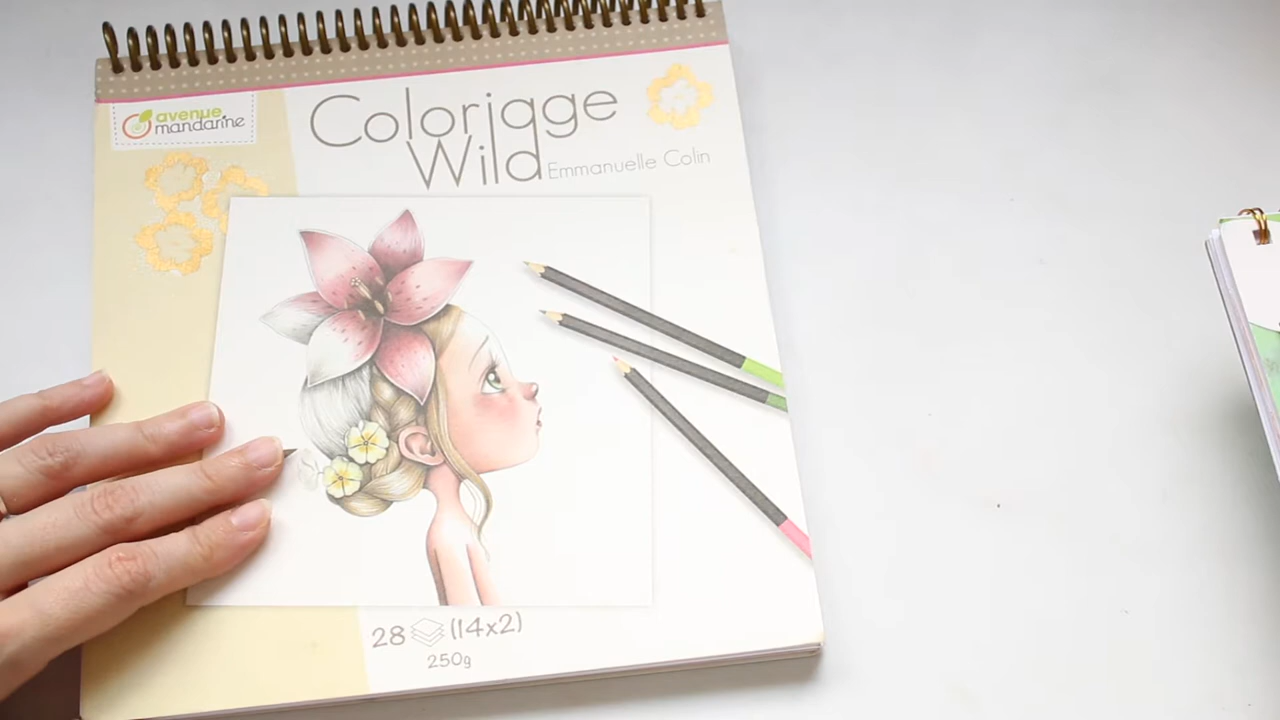 avenue
mandarine
Coloriage
Wild
Emmanuelle Colin
28 (14x2)
250g